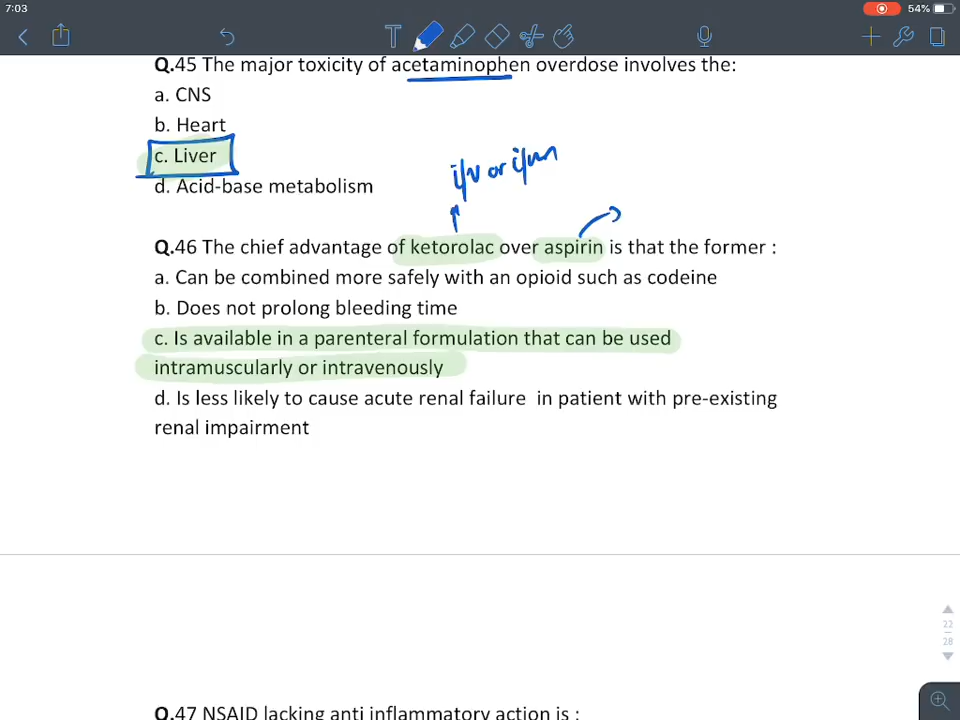 7:03
54%
Q.45 The major toxicity of acetaminophen overdose involves the:
a. CNS
b. Heart
c. Liver
d. Acid-base metabolism
i/v or i/m
Q.46 The chief advantage of ketorolac over aspirin is that the former :
a. Can be combined more safely with an opioid such as codeine
b. Does not prolong bleeding time
c. Is available in a parenteral formulation that can be used
intramuscularly or intravenously
d. Is less likely to cause acute renal failure  in patient with pre-existing
renal impairment
22
28
Q.47 NSAID lacking anti inflammatory action is :